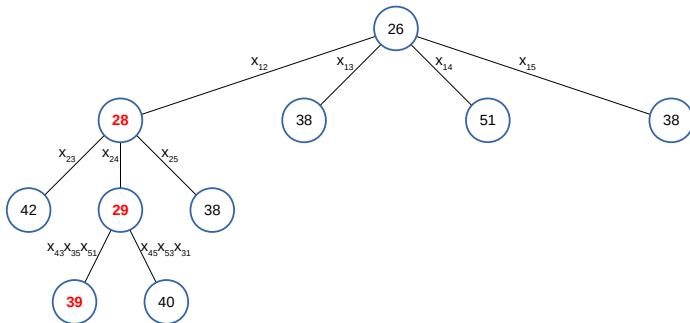 26
x₁₂ x₁₃ x₁₄ x₁₅
28 38 51 38
x₂₃ x₂₄ x₂₅
42 29 38
x₄₃x₃₅x₅₁ x₄₅x₅₃x₃₁
39 40